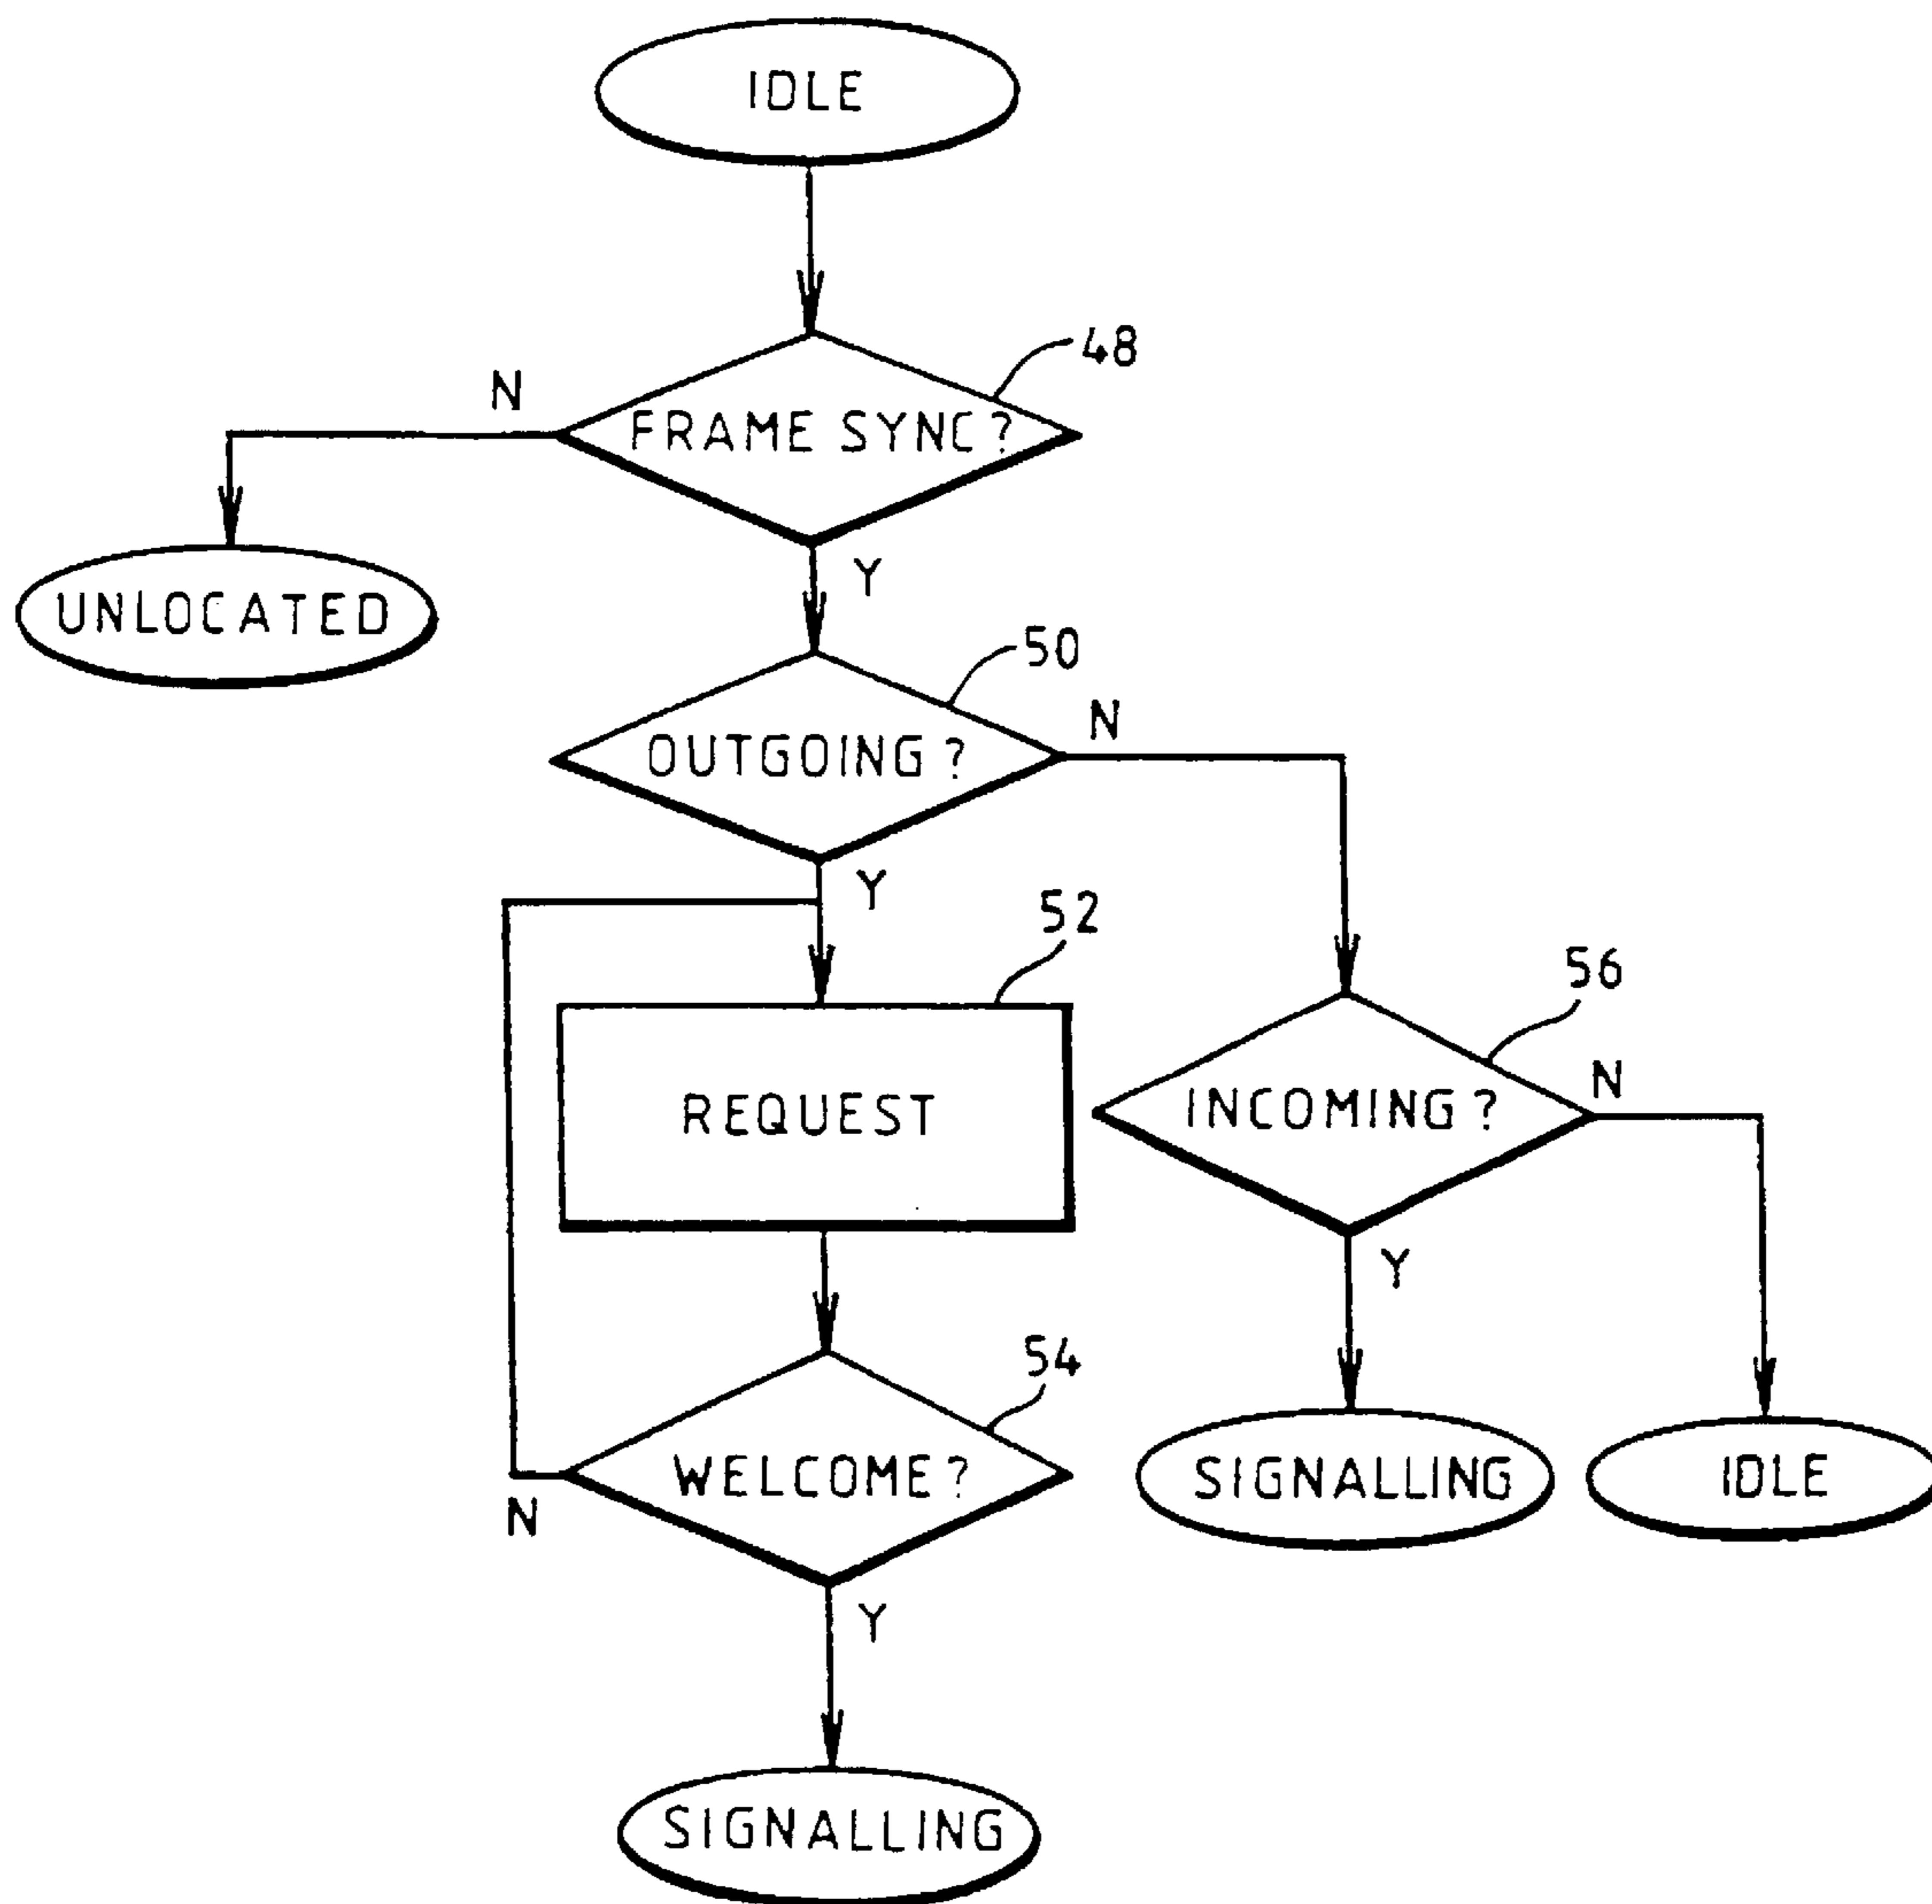 IDLE
48
N
FRAME SYNC?
Y
UNLOCATED
50
N
OUTGOING?
Y
52
56
N
REQUEST
INCOMING?
Y
54
WELCOME?
SIGNALLING
IDLE
N
Y
SIGNALLING